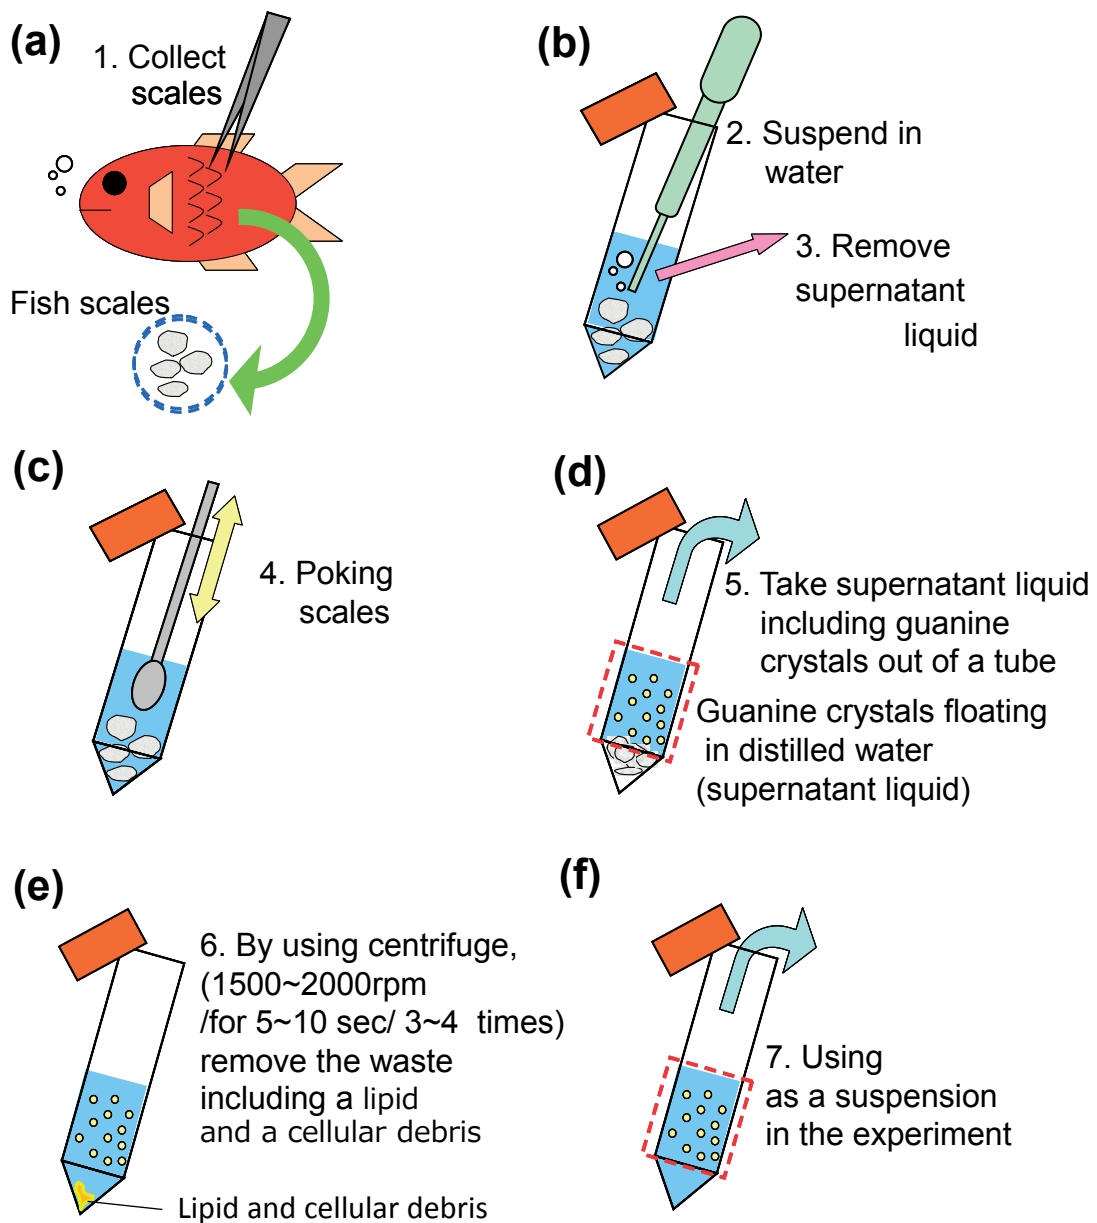 (a)
1. Collect
scales
Fish scales
(b)
2. Suspend in
water
3. Remove
supernatant
liquid
(c)
4. Poking
scales
(d)
5. Take supernatant liquid
including guanine
crystals out of a tube
Guanine crystals floating
in distilled water
(supernatant liquid)
(e)
6. By using centrifuge,
(1500~2000rpm
/for 5~10 sec/ 3~4 times)
remove the waste
including a lipid
and a cellular debris
Lipid and cellular debris
(f)
7. Using
as a suspension
in the experiment